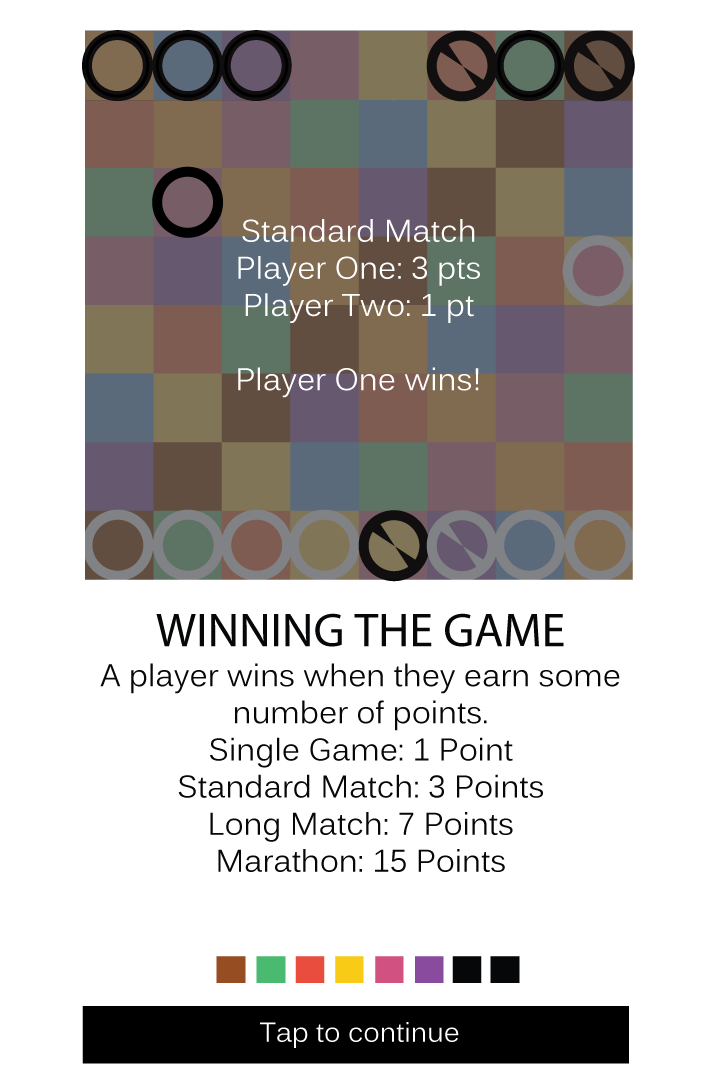 Standard Match
Player One: 3 pts
Player Two: 1 pt
Player One wins!
WINNING THE GAME
A player wins when they earn some
number of points.
Single Game: 1 Point
Standard Match: 3 Points
Long Match: 7 Points
Marathon: 15 Points
Tap to continue